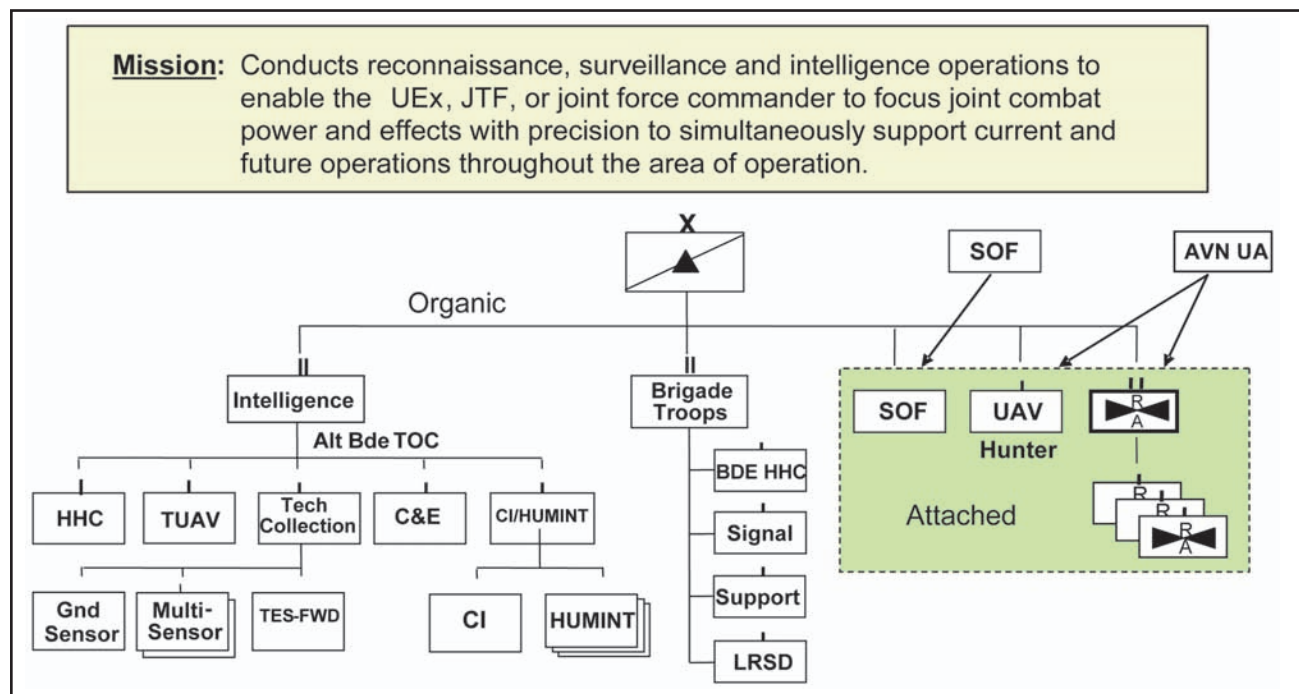 Mission: Conducts reconnaissance, surveillance and intelligence operations to
enable the UEx, JTF, or joint force commander to focus joint combat
power and effects with precision to simultaneously support current and
future operations throughout the area of operation.
X
SOF
AVN UA
Organic
II
II
II
Intelligence
Brigade
Troops
SOF
I
UAV
Hunter
R
A
Alt Bde TOC
I
HHC
I
TUAV
I
Tech
Collection
I
C&E
I
CI/HUMINT
I
BDE HHC
I
Signal
I
Support
I
LRSD
Attached
I
R
I
R
I
R
A
Gnd
Sensor
Multi-
Sensor
TES-FWD
CI
HUMINT